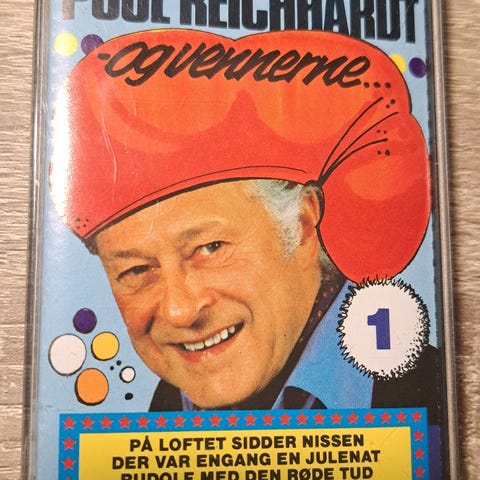 POUL REICHHARDT
-og vennerne...
1
PÅ LOFTET SIDDER NISSEN
DER VAR ENGANG EN JULENAT
RUDOLF MED DEN RØDE TUD